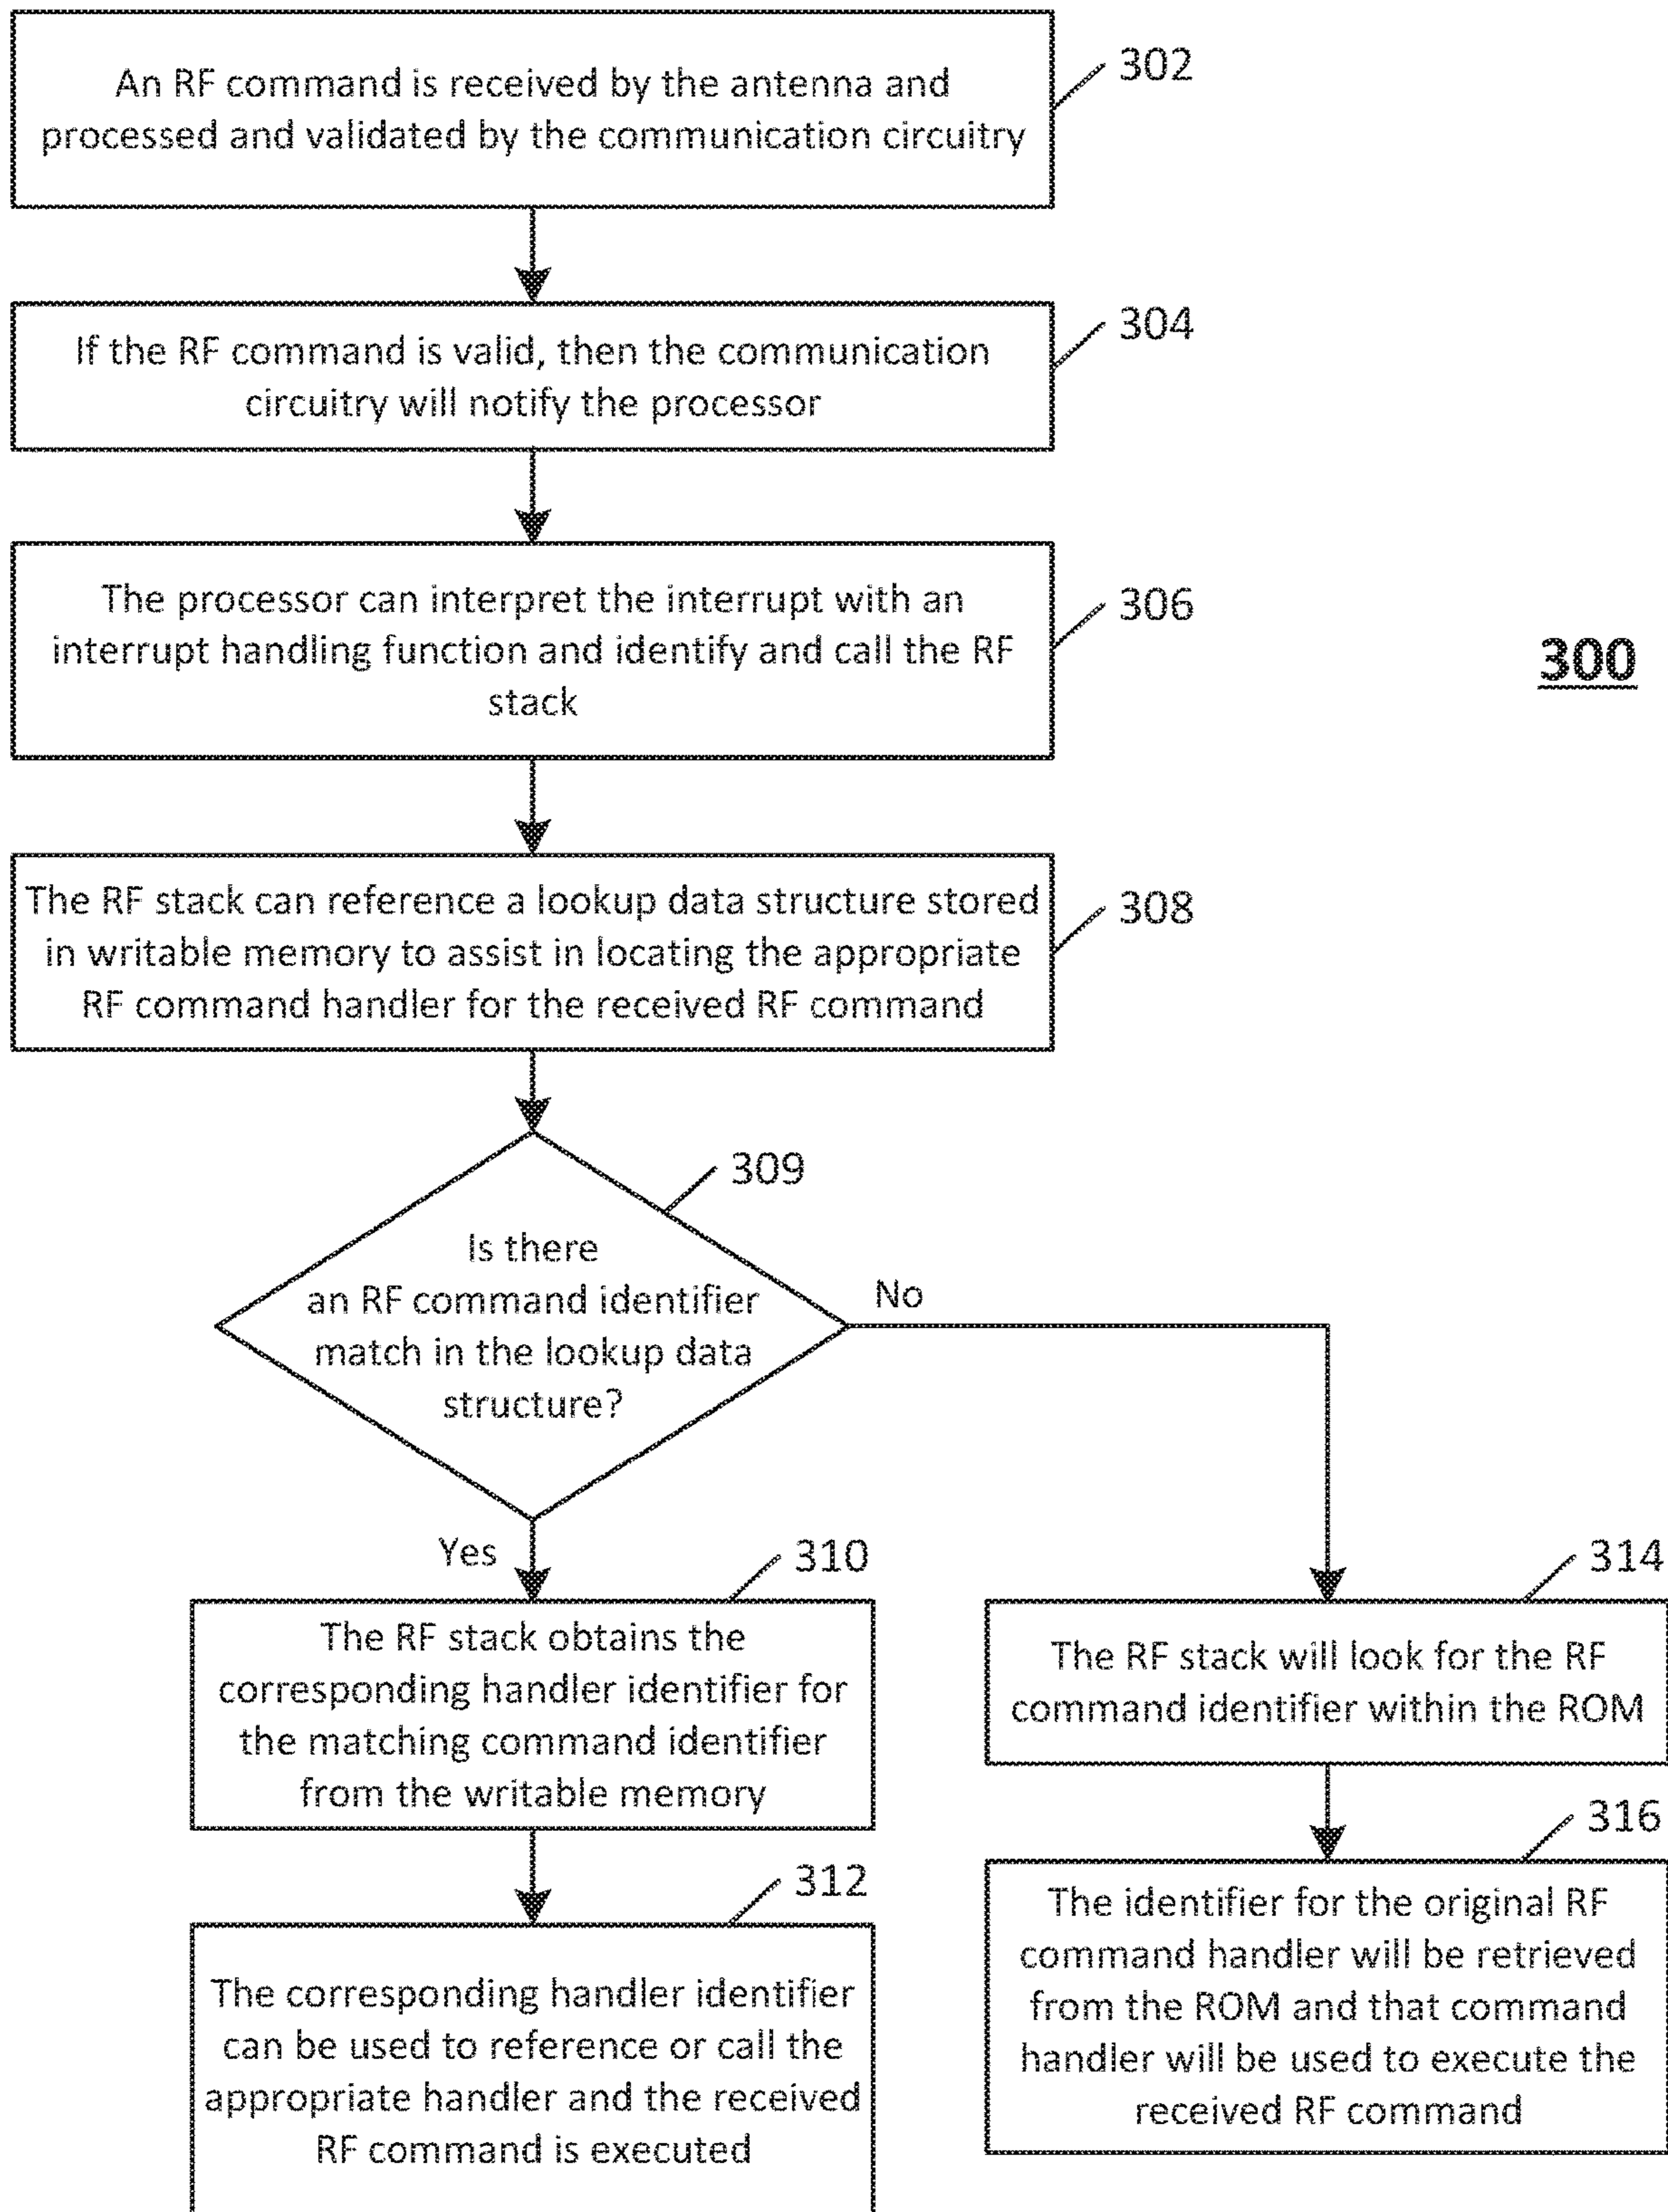 An RF command is received by the antenna and
processed and validated by the communication circuitry
302
If the RF command is valid, then the communication
circuitry will notify the processor
304
The processor can interpret the interrupt with an
interrupt handling function and identify and call the RF
stack
306
300
The RF stack can reference a lookup data structure stored
in writable memory to assist in locating the appropriate
RF command handler for the received RF command
308
309
Is there
an RF command identifier
match in the lookup data
structure?
No
Yes
310
The RF stack obtains the
corresponding handler identifier for
the matching command identifier
from the writable memory
314
The RF stack will look for the RF
command identifier within the ROM
312
The corresponding handler identifier
can be used to reference or call the
appropriate handler and the received
RF command is executed
316
The identifier for the original RF
command handler will be retrieved
from the ROM and that command
handler will be used to execute the
received RF command